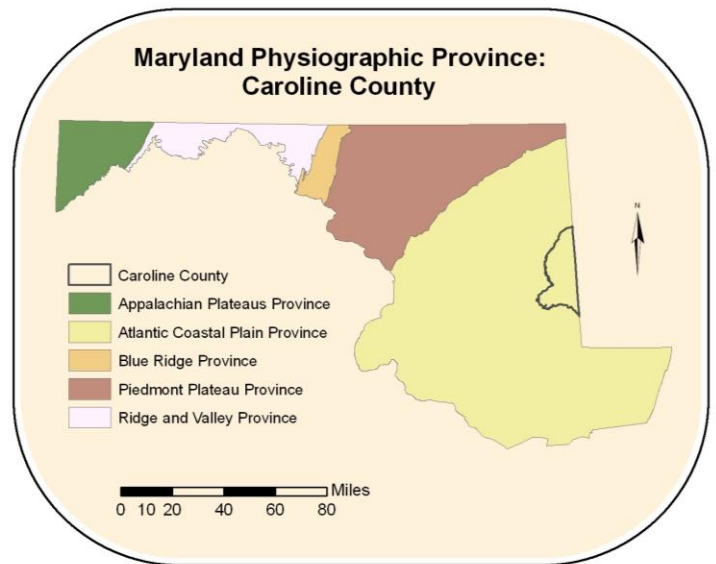 Maryland Physiographic Province:
Caroline County
N
Caroline County
Appalachian Plateaus Province
Atlantic Coastal Plain Province
Blue Ridge Province
Piedmont Plateau Province
Ridge and Valley Province
Miles
0 10 20 40 60 80